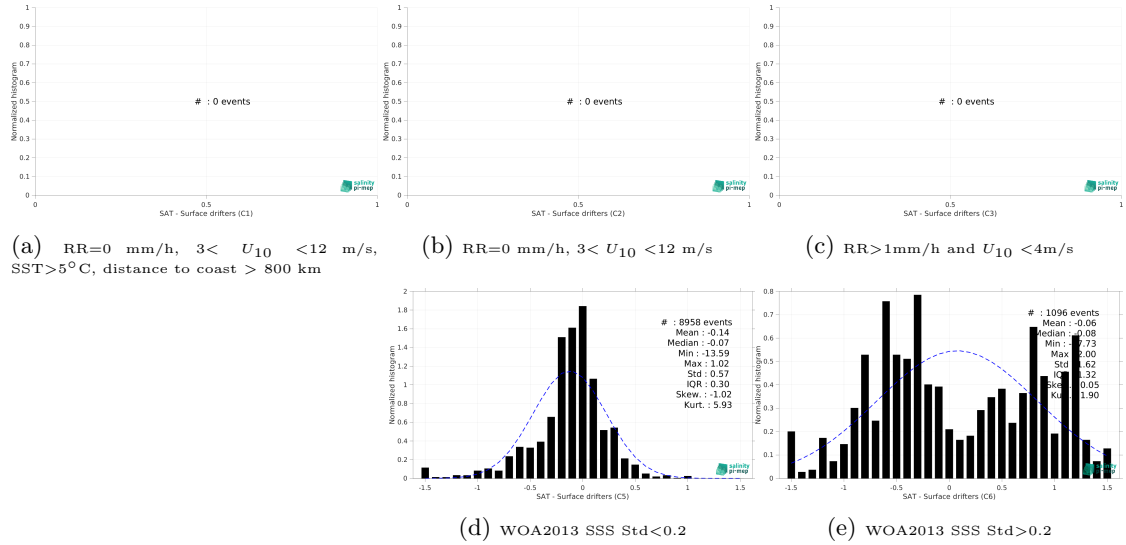 1
0.9
0.8
0.7
0.6
0.5
0.4
0.3
0.2
0.1
0
Normalized histogram
# : 0 events
salinity
pi-mep
0 0.5 1
SAT - Surface drifters (C1)
(a) RR=0 mm/h, 3< U10 <12 m/s,
SST>5°C, distance to coast > 800 km
1
0.9
0.8
0.7
0.6
0.5
0.4
0.3
0.2
0.1
0
Normalized histogram
# : 0 events
salinity
pi-mep
0 0.5 1
SAT - Surface drifters (C2)
(b) RR=0 mm/h, 3< U10 <12 m/s
1
0.9
0.8
0.7
0.6
0.5
0.4
0.3
0.2
0.1
0
Normalized histogram
# : 0 events
salinity
pi-mep
0 0.5 1
SAT - Surface drifters (C3)
(c) RR>1mm/h and U10 <4m/s
2
1.8
1.6
1.4
1.2
1
0.8
0.6
0.4
0.2
0
Normalized histogram
# : 8958 events
Mean : -0.14
Median : -0.07
Min : -13.59
Max : 1.02
Std : 0.57
IQR : 0.30
Skew. : -1.02
Kurt. : 5.93
salinity
pi-mep
-1.5 -1 -0.5 0 0.5 1 1.5
SAT - Surface drifters (C5)
(d) WOA2013 SSS Std<0.2
0.8
0.7
0.6
0.5
0.4
0.3
0.2
0.1
0
Normalized histogram
# : 1096 events
Mean : -0.06
Median : -0.08
Min :
Max
Std
salinity
pi-mep
-1.5 -1 -0.5 0 0.5 1 1.5
SAT - Surface drifters (C6)
(e) WOA2013 SSS Std>0.2